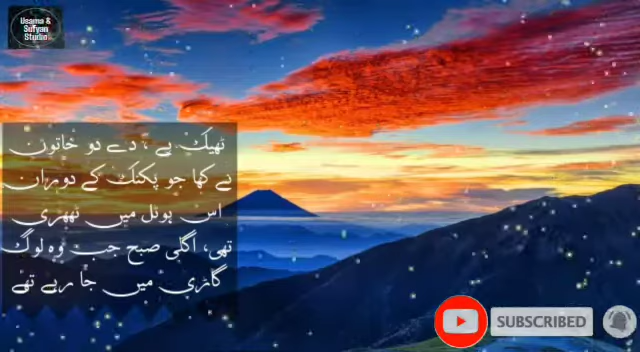 Usama &
Sufyan
Studio
ٹھیک ہے ، دے دو خاتون
نے کہا جو پکنک کے دوران
اس ہوٹل میں ٹھہری
تھی، اگلی صبح جب وہ لوگ
گاڑی میں جا رہے تھے
SUBSCRIBED